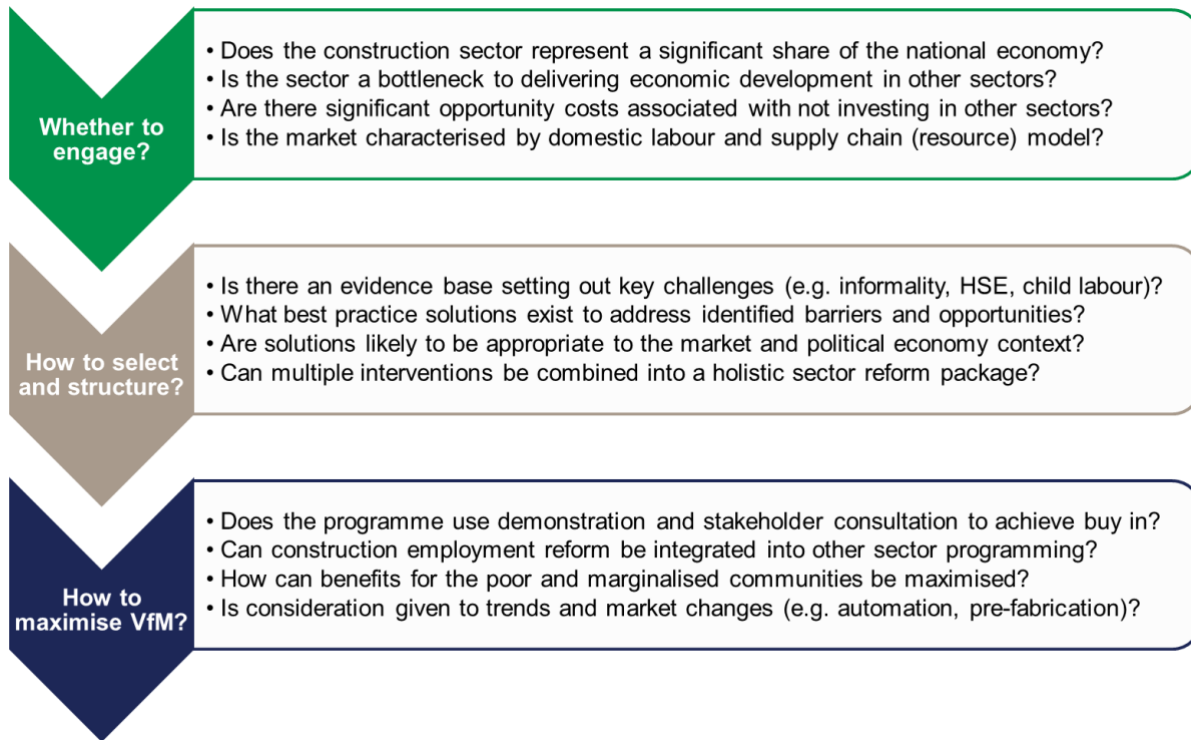 Whether to
engage?
• Does the construction sector represent a significant share of the national economy?
• Is the sector a bottleneck to delivering economic development in other sectors?
• Are there significant opportunity costs associated with not investing in other sectors?
• Is the market characterised by domestic labour and supply chain (resource) model?
How to select
and structure?
• Is there an evidence base setting out key challenges (e.g. informality, HSE, child labour)?
• What best practice solutions exist to address identified barriers and opportunities?
• Are solutions likely to be appropriate to the market and political economy context?
• Can multiple interventions be combined into a holistic sector reform package?
How to
maximise VfM?
• Does the programme use demonstration and stakeholder consultation to achieve buy in?
• Can construction employment reform be integrated into other sector programming?
• How can benefits for the poor and marginalised communities be maximised?
• Is consideration given to trends and market changes (e.g. automation, pre-fabrication)?